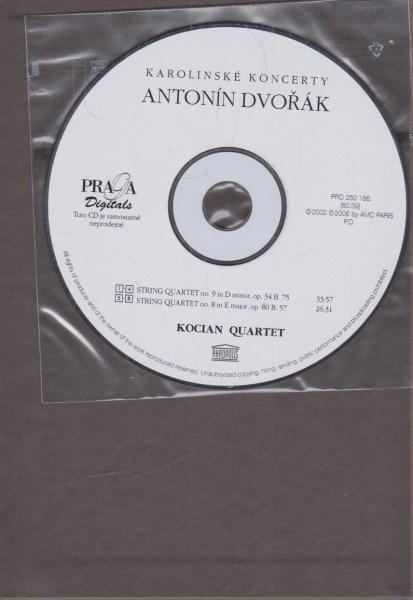 KAROLINSKÉ KONCERTY
ANTONÍN DVOŘÁK
PRAGA
Digitals
Toto CD je samostatně
neprodejné
PRD 250 186
[60:39]
©2002 ℗2006 by AMC PARIS
P.D.
1 4 STRING QUARTET no. 9 in D minor, op. 34 B. 75 33:57
5 8 STRING QUARTET no. 8 in E major, op. 80 B. 57 26:31
KOCIAN QUARTET
AKROPOLIS
All rights of producer and of the owner of the work reproduced reserved. Unauthorized copying, hiring, lending, public performance and broadcasting prohibited